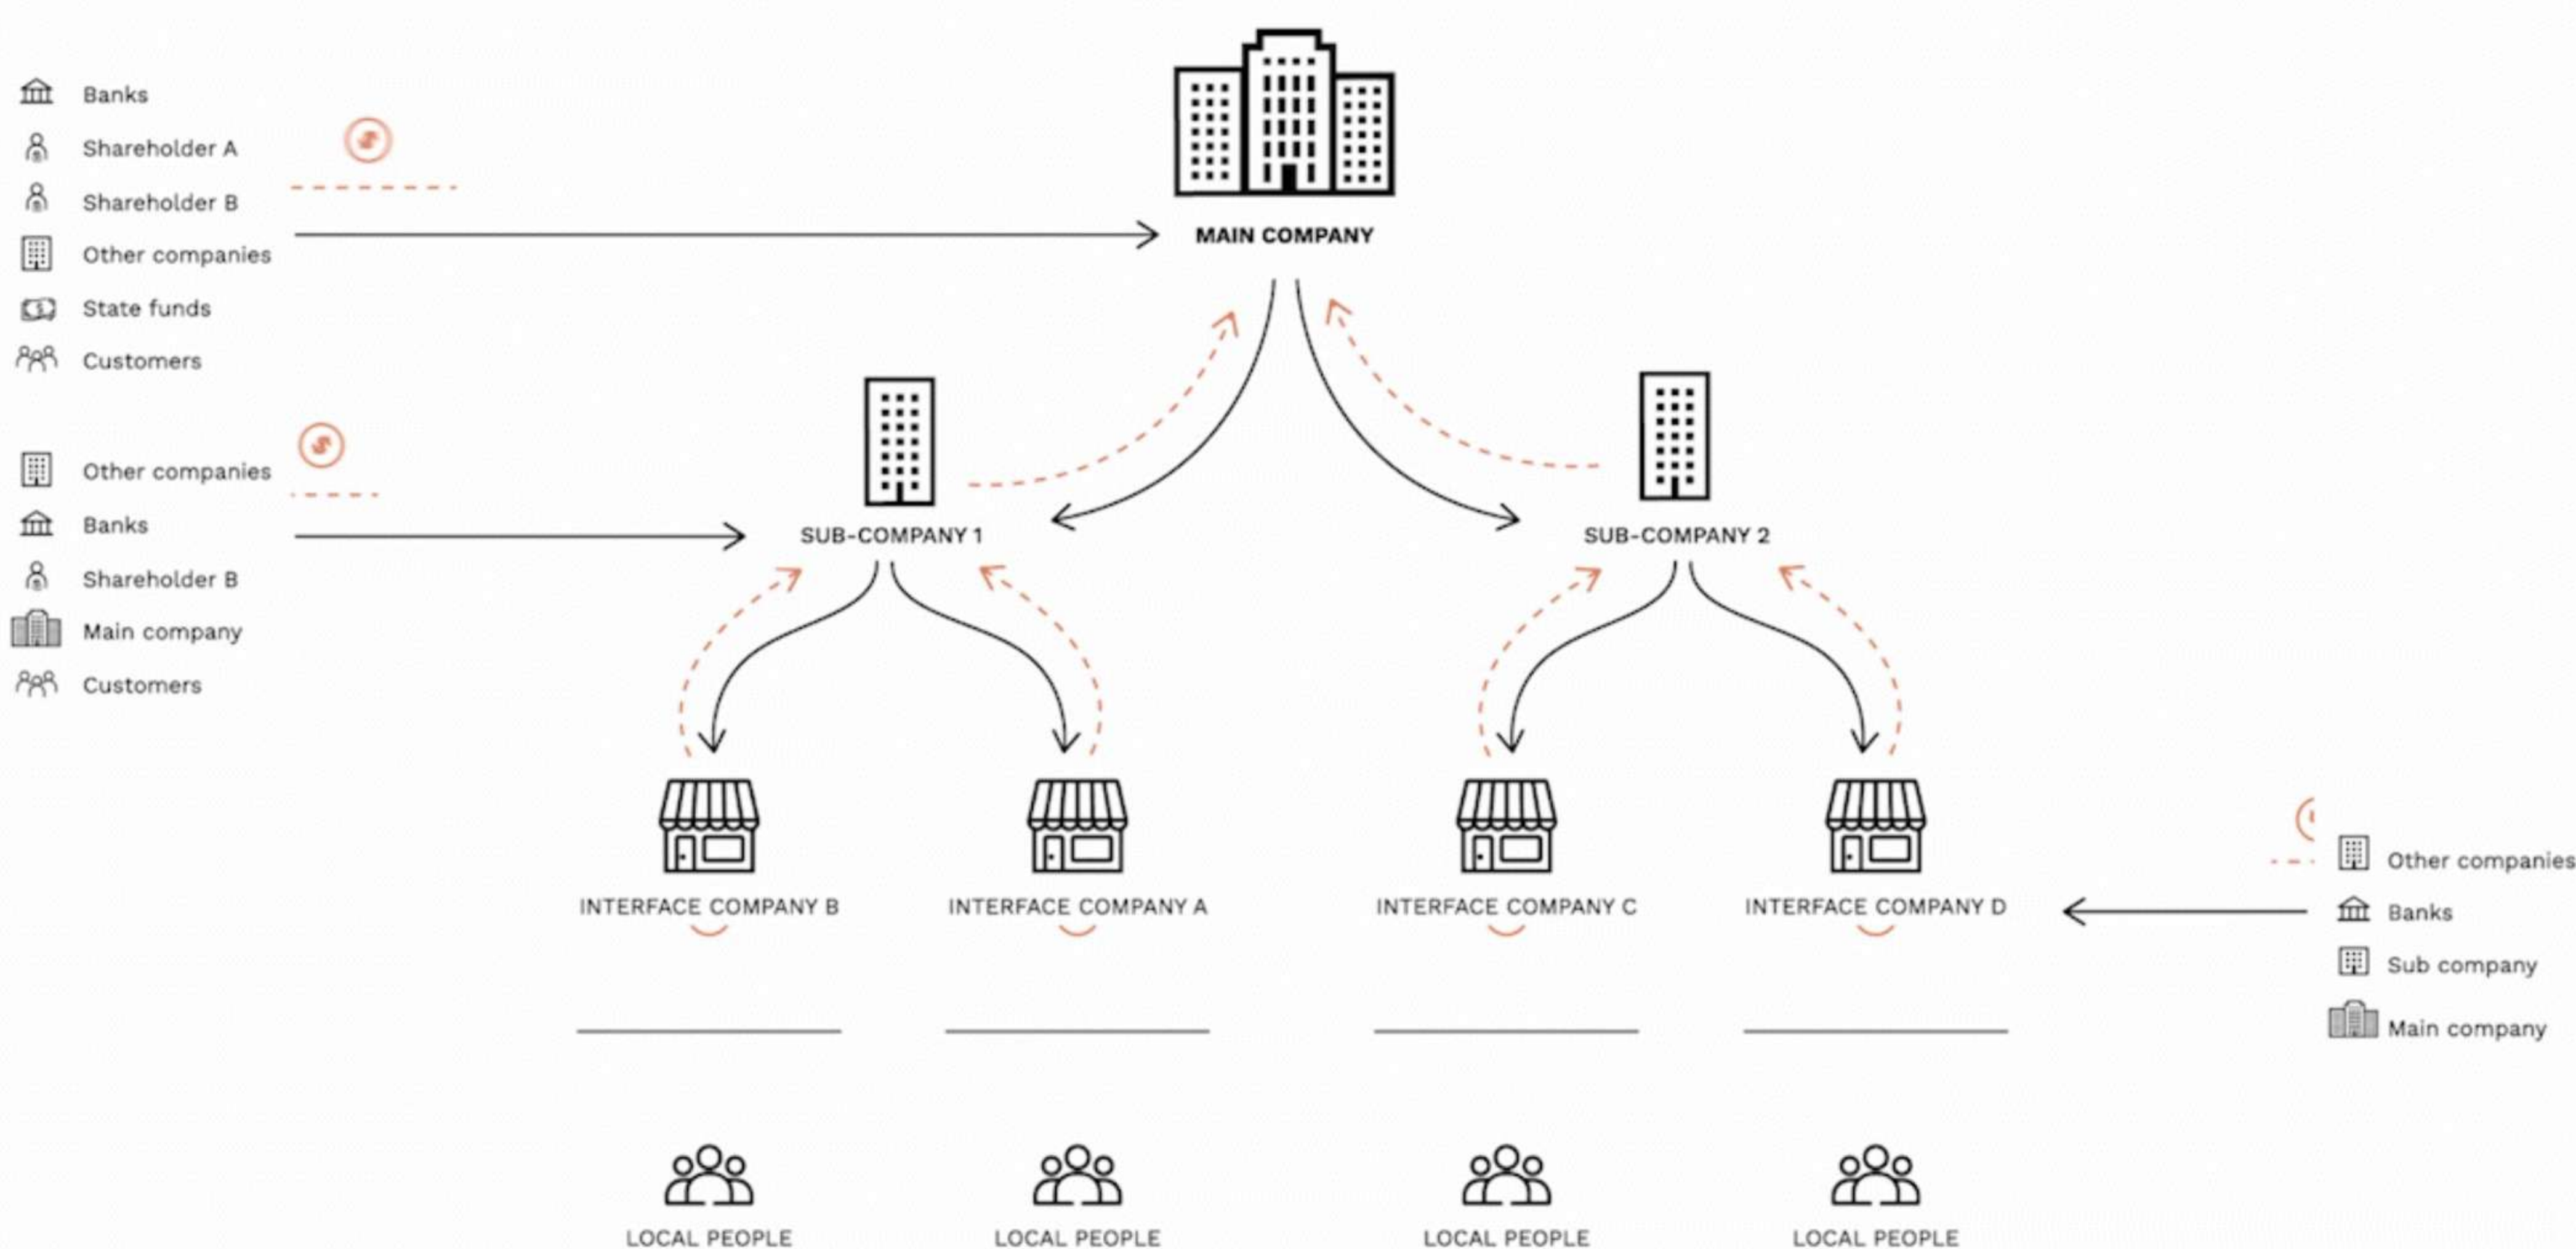 Banks
Shareholder A
Shareholder B
Other companies
State funds
Customers
MAIN COMPANY
Other companies
Banks
Shareholder B
Main company
Customers
SUB-COMPANY 1
SUB-COMPANY 2
INTERFACE COMPANY B
INTERFACE COMPANY A
INTERFACE COMPANY C
INTERFACE COMPANY D
Other companies
Banks
Sub company
Main company
LOCAL PEOPLE
LOCAL PEOPLE
LOCAL PEOPLE
LOCAL PEOPLE